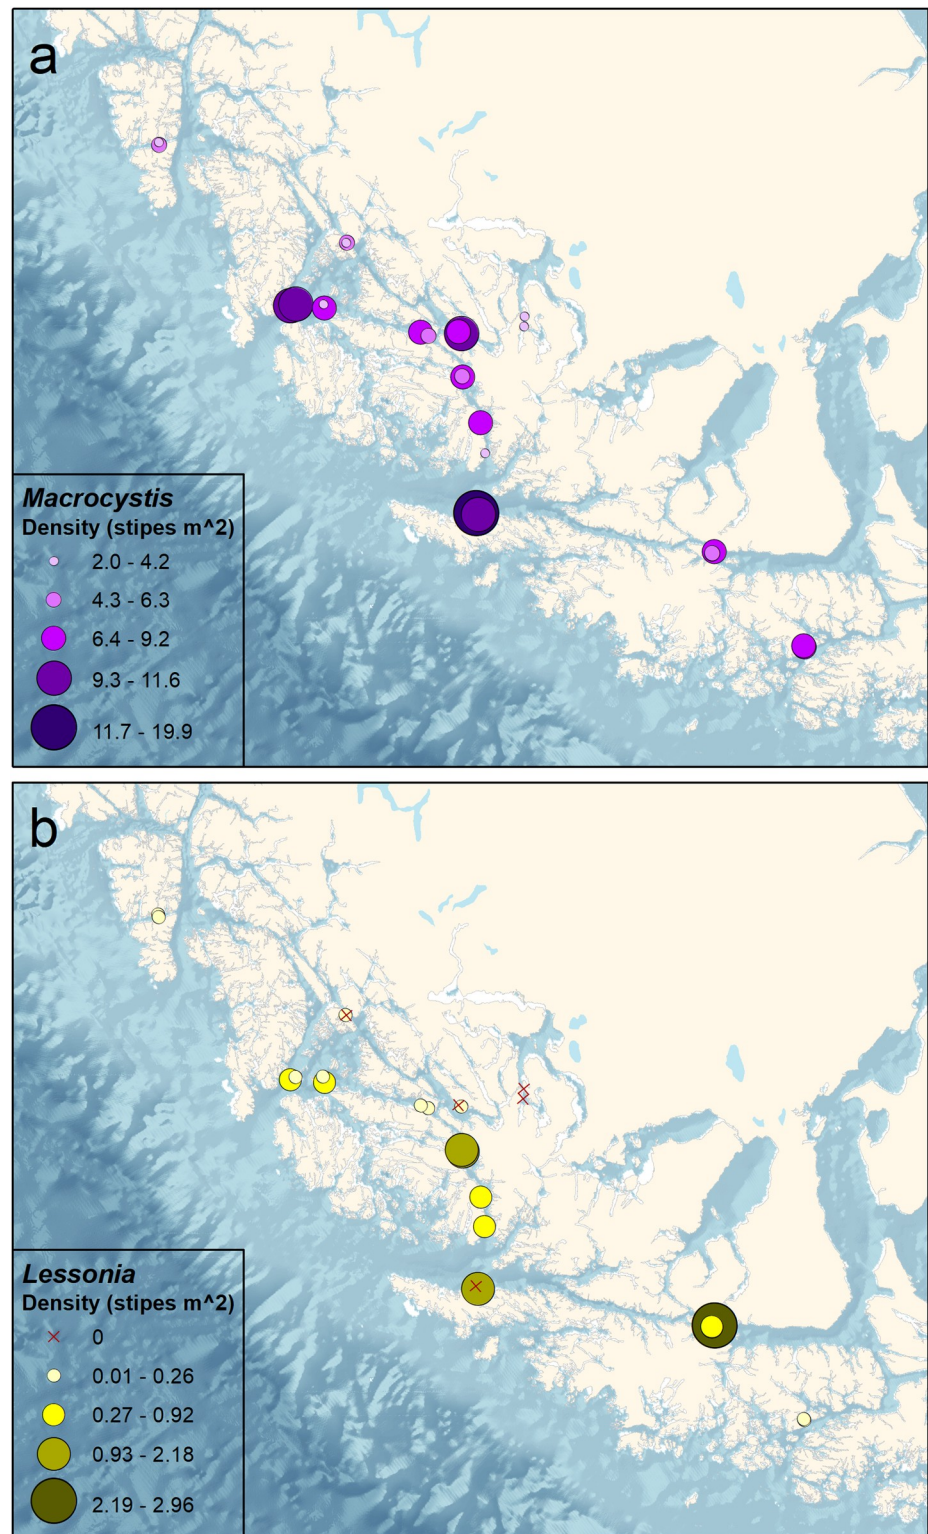 a
Macrocystis
Density (stipes m^2)
2.0 - 4.2
4.3 - 6.3
6.4 - 9.2
9.3 - 11.6
11.7 - 19.9
b
Lessonia
Density (stipes m^2)
0
0.01 - 0.26
0.27 - 0.92
0.93 - 2.18
2.19 - 2.96